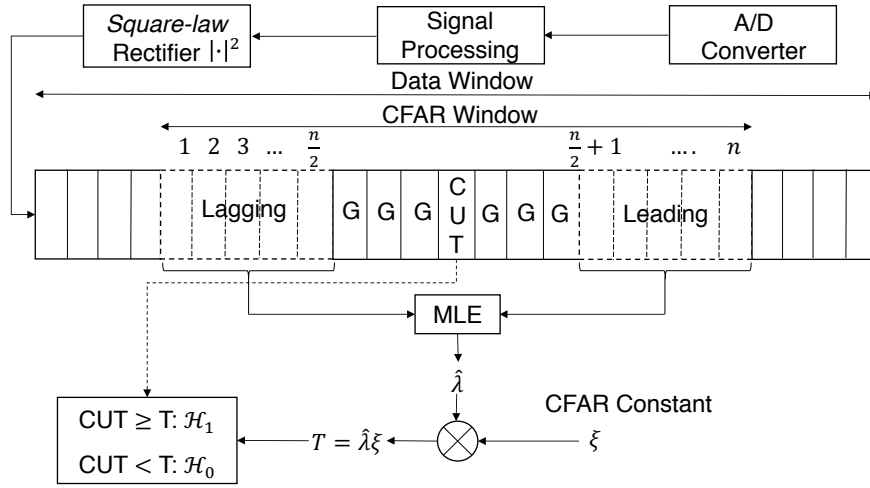 Square-law
Rectifier |·|²
Signal
Processing
A/D
Converter
Data Window
CFAR Window
1 2 3 ... n/2 n/2 + 1 .... n
Lagging G G G CUT G G G Leading
MLE
λ̂
CFAR Constant
T = λ̂ξ
ξ
CUT ≥ T: ℋ₁
CUT < T: ℋ₀